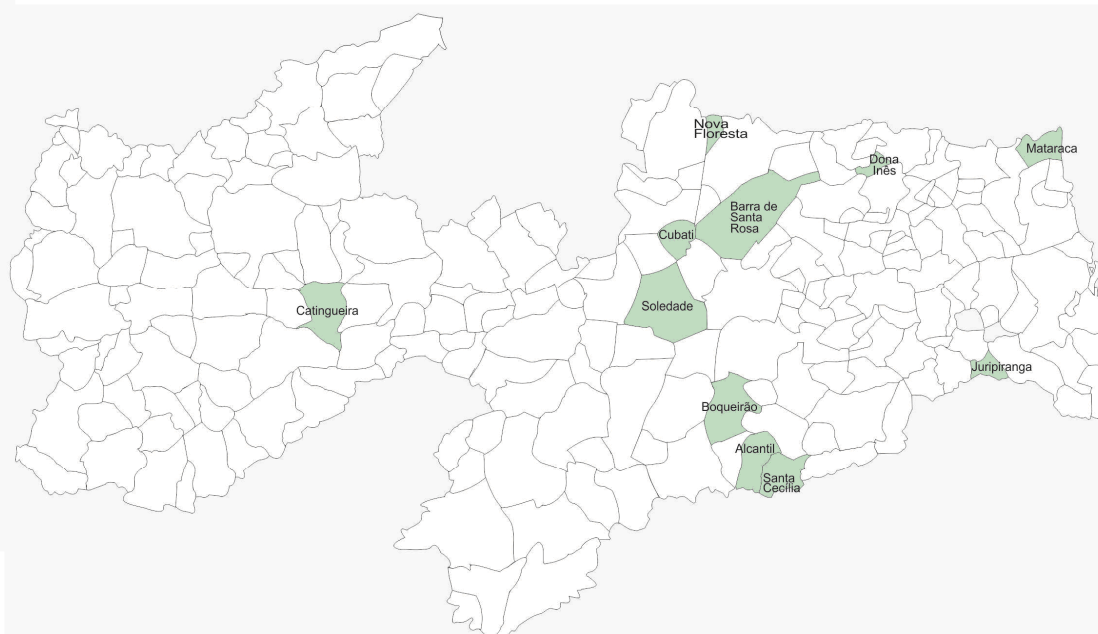 Nova
Floresta
Mataraca
Dona
Inês
Barra de
Santa
Rosa
Cubati
Soledade
Catingueira
Juripiranga
Boqueirão
Alcantil
Santa
Cecília